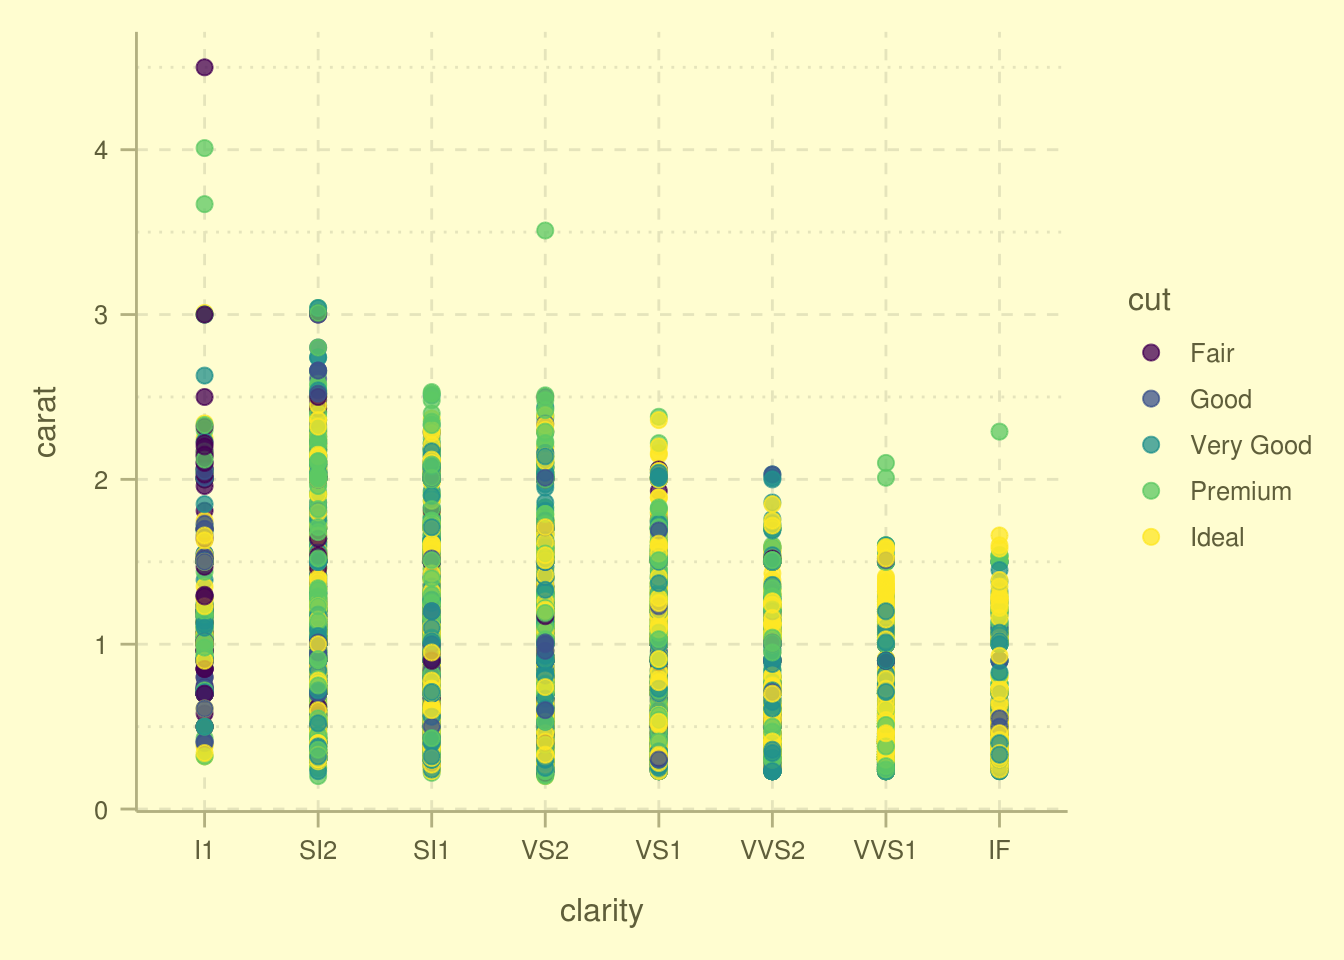 4
3
2
1
0
carat
I1 SI2 SI1 VS2 VS1 VVS2 VVS1 IF
clarity
cut
Fair
Good
Very Good
Premium
Ideal